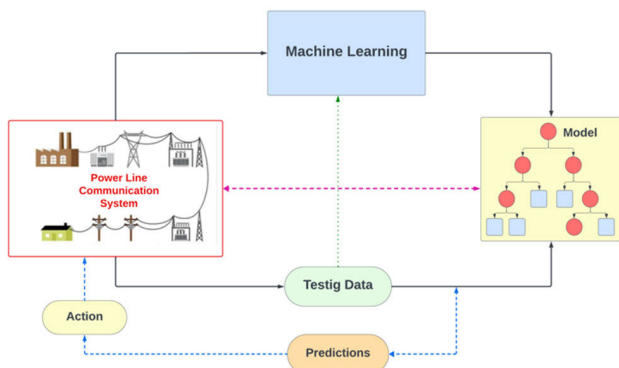 Machine Learning
Model
Power Line
Communication
System
Testig Data
Action
Predictions